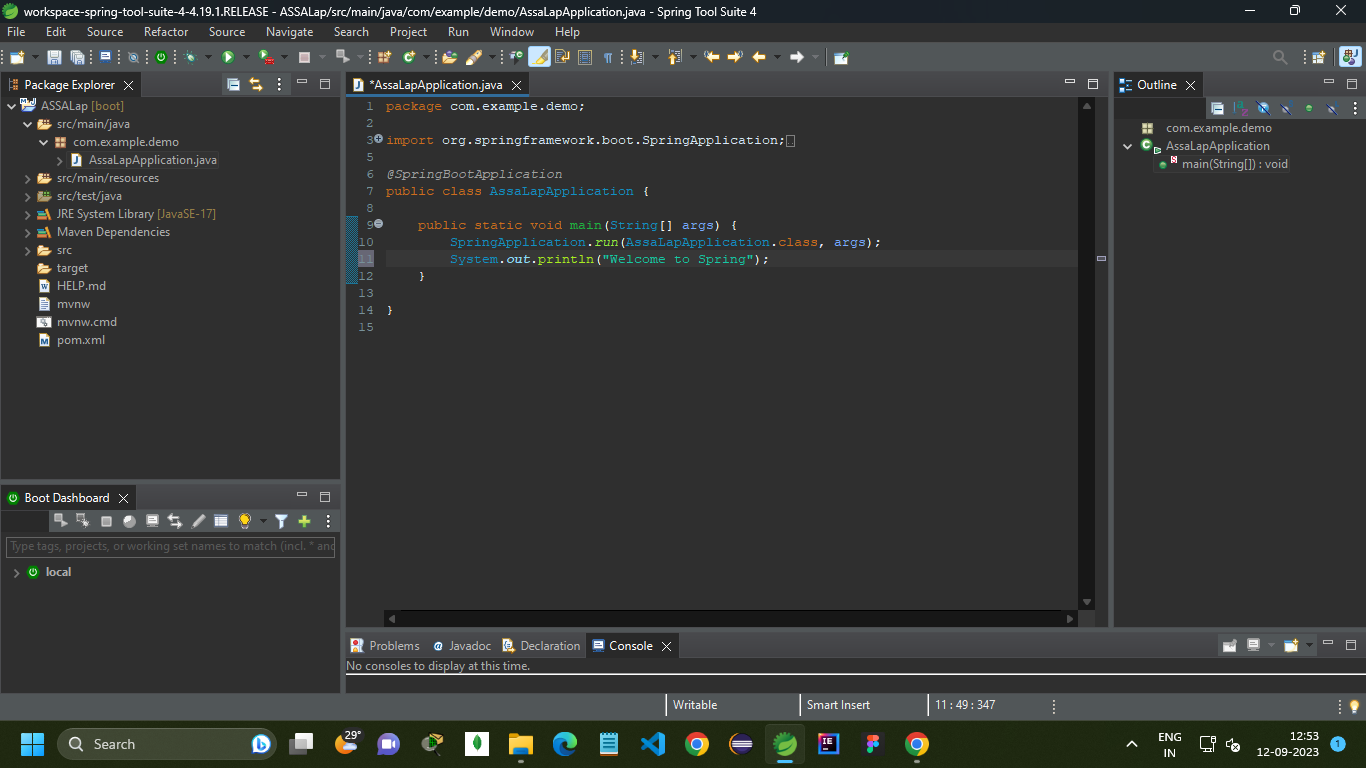 workspace-spring-tool-suite-4-4.19.1.RELEASE - ASSALap/src/main/java/com/example/demo/AssaLapApplication.java - Spring Tool Suite 4
File Edit Source Refactor Source Navigate Search Project Run Window Help
Package Explorer
ASSALap [boot]
src/main/java
com.example.demo
AssaLapApplication.java
src/main/resources
src/test/java
JRE System Library [JavaSE-17]
Maven Dependencies
src
target
HELP.md
mvnw
mvnw.cmd
pom.xml
Boot Dashboard
Type tags, projects, or working set names to match (incl. * and
local
*AssaLapApplication.java
1 package com.example.demo;
2
3 import org.springframework.boot.SpringApplication;
5
6 @SpringBootApplication
7 public class AssaLapApplication {
8
9 public static void main(String[] args) {
10 SpringApplication.run(AssaLapApplication.class, args);
11 System.out.println("Welcome to Spring");
12 }
13
14 }
15
Outline
com.example.demo
AssaLapApplication
main(String[]) : void
Problems Javadoc Declaration Console
No consoles to display at this time.
Writable Smart Insert 11 : 49 : 347
Search
29°
ENG
IN
12:53
12-09-2023
1